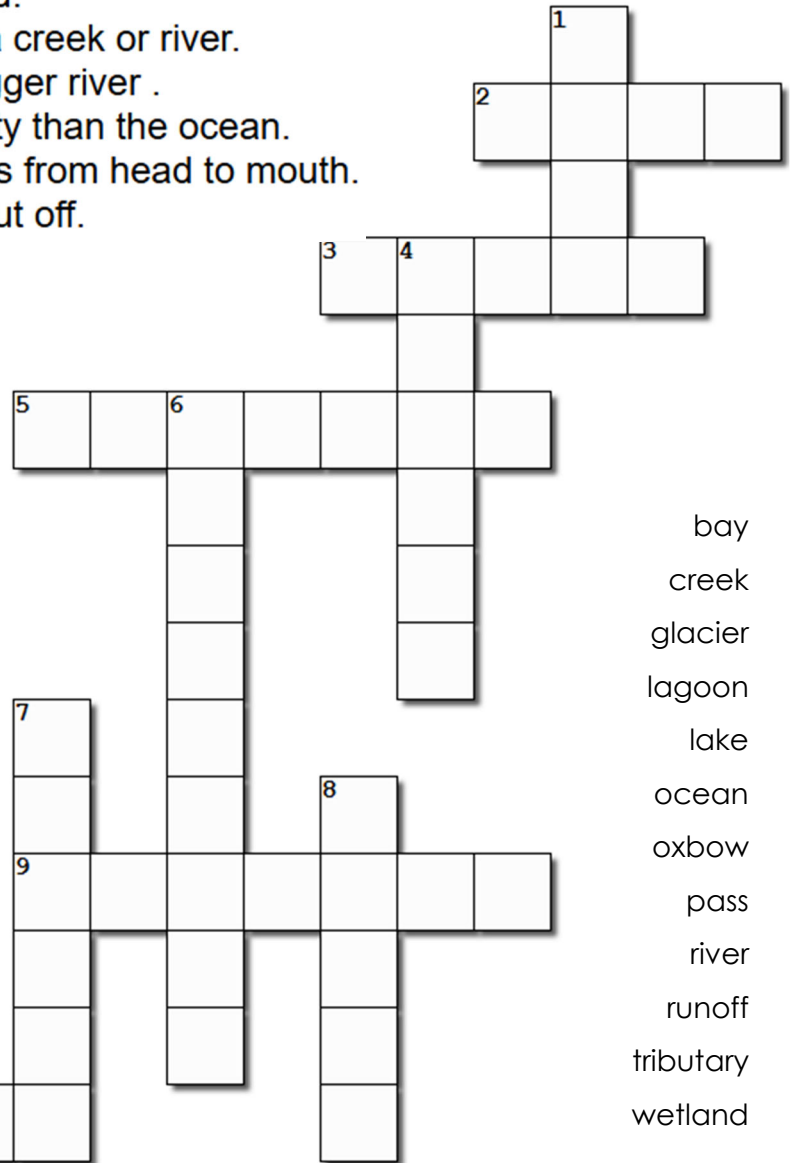 creek or river.
ger river .
ty than the ocean.
s from head to mouth.
ut off.
1
2
3 4
5 6
7
8
9
bay
creek
glacier
lagoon
lake
ocean
oxbow
pass
river
runoff
tributary
wetland